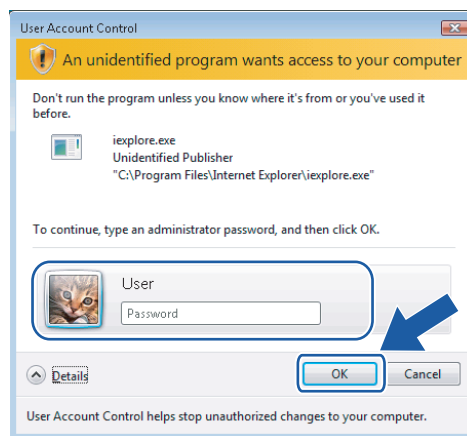 User Account Control
An unidentified program wants access to your computer
Don't run the program unless you know where it's from or you've used it
before.
iexplore.exe
Unidentified Publisher
"C:\Program Files\Internet Explorer\iexplore.exe"
To continue, type an administrator password, and then click OK.
User
Password
Details
OK
Cancel
User Account Control helps stop unauthorized changes to your computer.